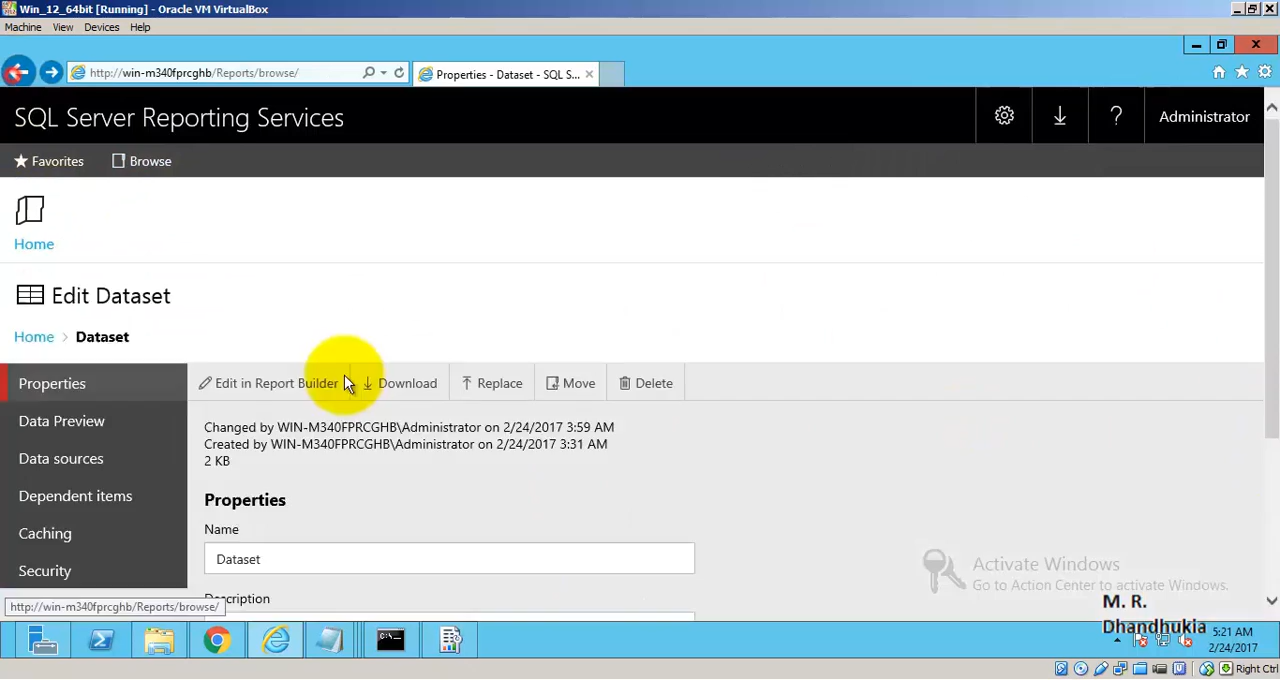 Win_12_64bit [Running] - Oracle VM VirtualBox
Machine View Devices Help
http://win-m340fprcghb/Reports/browse/
Properties - Dataset - SQL S...
SQL Server Reporting Services
?
Administrator
Favorites
Browse
Home
Edit Dataset
Home > Dataset
Properties
Edit in Report Builder
Download
Replace
Move
Delete
Data Preview
Changed by WIN-M340FPRCGHB\Administrator on 2/24/2017 3:59 AM
Created by WIN-M340FPRCGHB\Administrator on 2/24/2017 3:31 AM
2 KB
Data sources
Dependent items
Properties
Name
Caching
Dataset
Security
Activate Windows
Go to Action Center to activate Windows.
Description
http://win-m340fprcghb/Reports/browse/
M. R.
Dhandhukia
5:21 AM
2/24/2017
Right Ctrl